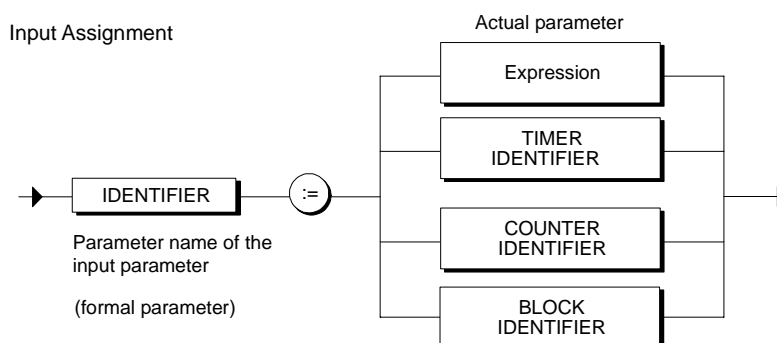 Input Assignment
Actual parameter
Expression
TIMER
IDENTIFIER
IDENTIFIER
:=
Parameter name of the
input parameter
(formal parameter)
COUNTER
IDENTIFIER
BLOCK
IDENTIFIER